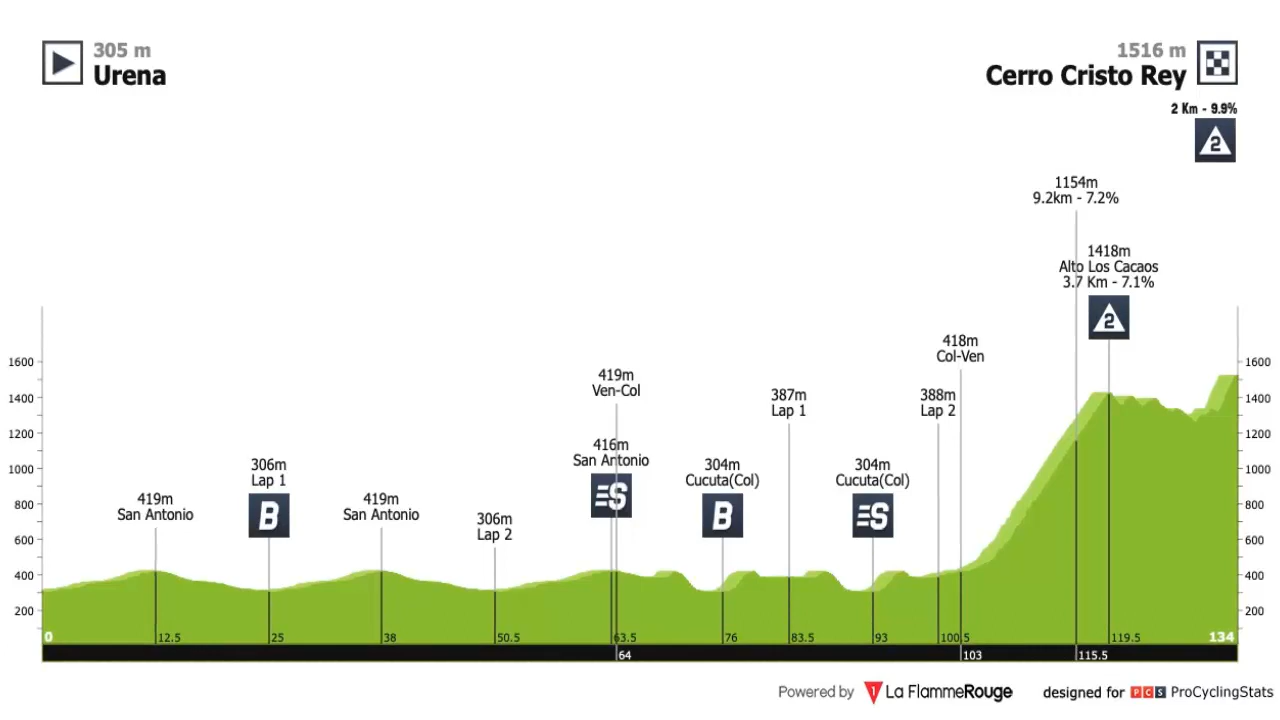 305 m
Urena
1516 m
Cerro Cristo Rey
2 Km - 9.9%
2
1154m
9.2km - 7.2%
1418m
Alto Los Cacaos
3.7 Km - 7.1%
2
418m
Col-Ven
419m
Ven-Col
387m
Lap 1
388m
Lap 2
416m
San Antonio
S
306m
Lap 1
B
304m
Cucuta(Col)
B
304m
Cucuta(Col)
S
419m
San Antonio
419m
San Antonio
306m
Lap 2
1600 1600
1400 1400
1200 1200
1000 1000
800 800
600 600
400 400
200 200
0 12.5 25 38 50.5 63.5 76 83.5 93 100.5 119.5 134
64 103 115.5
Powered by 1 La FlammeRouge designed for PCS ProCyclingStats